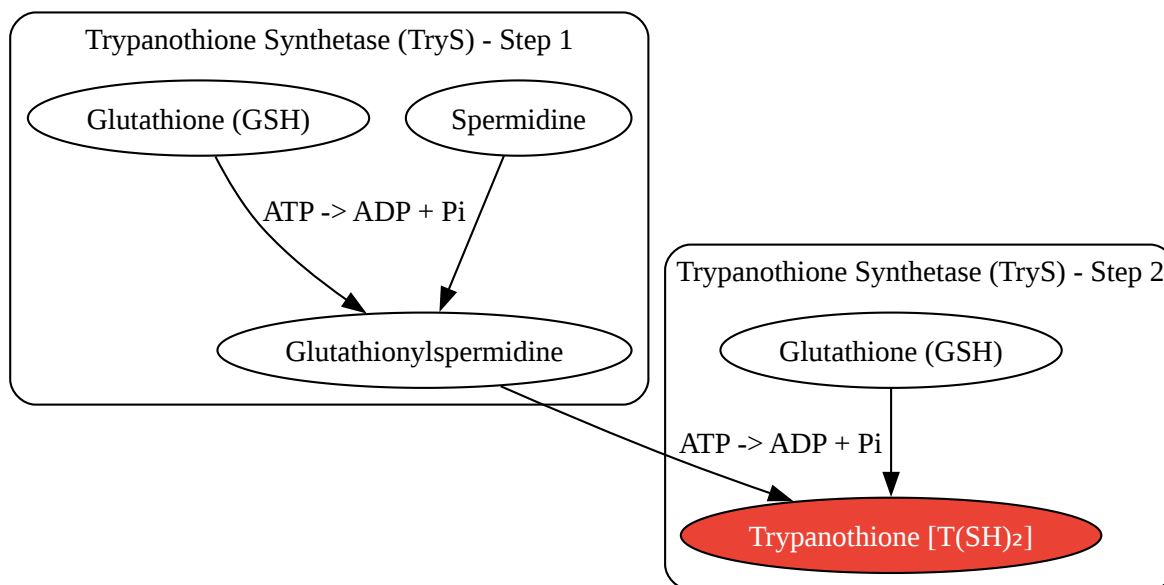 Trypanothione Synthetase (TryS) - Step 1
Glutathione (GSH)
Spermidine
ATP -> ADP + Pi
Glutathionylspermidine
Trypanothione Synthetase (TryS) - Step 2
Glutathione (GSH)
ATP -> ADP + Pi
Trypanothione [T(SH)₂]